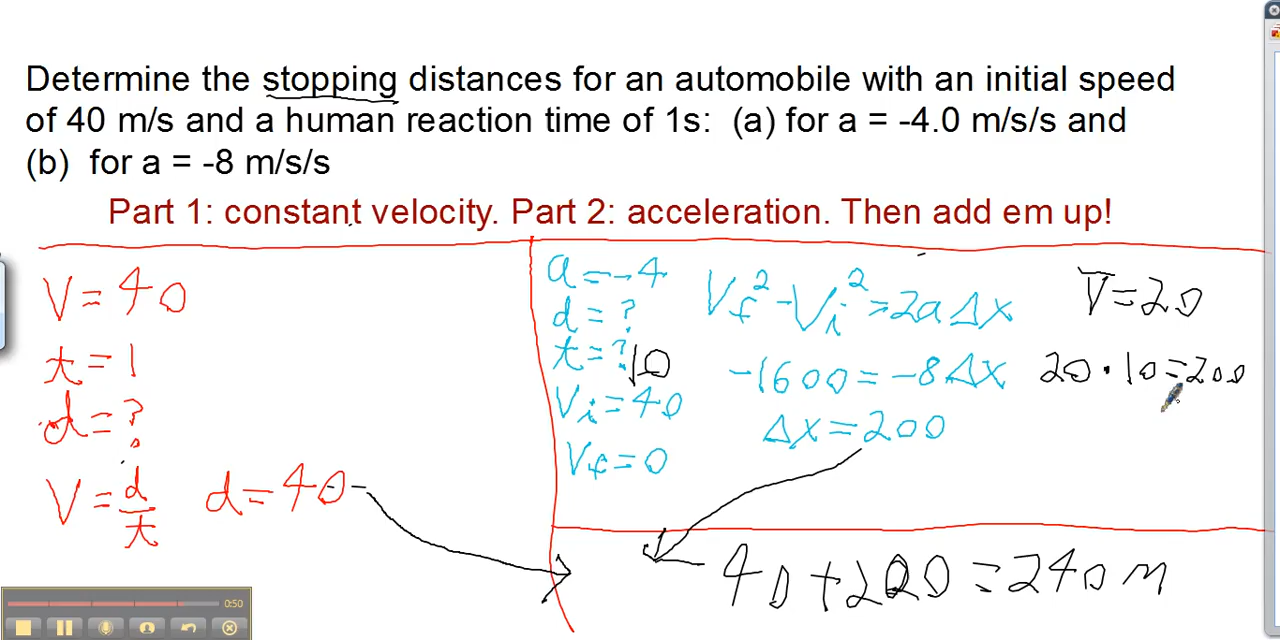 Determine the stopping distances for an automobile with an initial speed
of 40 m/s and a human reaction time of 1s: (a) for a = -4.0 m/s/s and
(b) for a = -8 m/s/s
Part 1: constant velocity. Part 2: acceleration. Then add em up!
V = 40
t = 1
d = ?
V = d/t d = 40
a = -4
d = ?
t = ? 10
Vi = 40
Vf = 0
Vf² - Vi² = 2aΔx
-1600 = -8Δx
Δx = 200
V̅ = 20
20 · 10 = 200
40 + 200 = 240 m
0:50